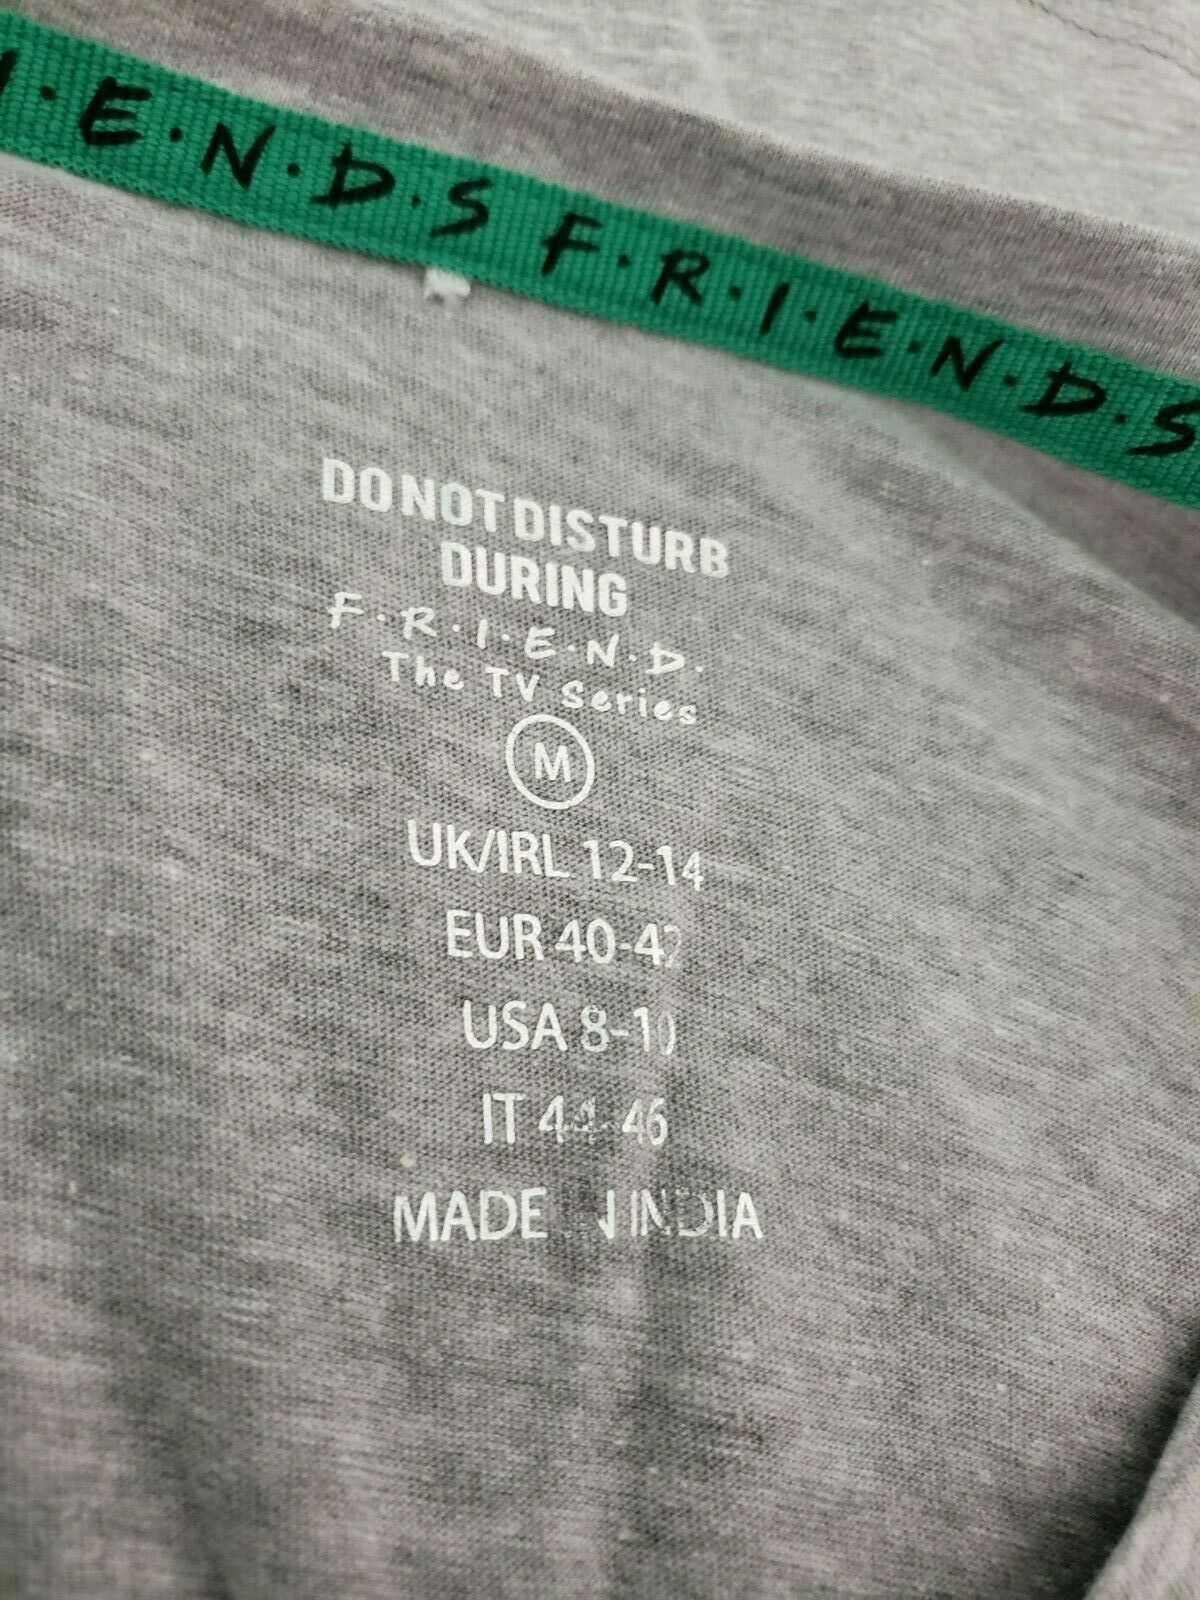 I·E·N·D·S F·R·I·E·N·D·S
DO NOT DISTURB
DURING
F·R·I·E·N·D·
The TV Series
M
UK/IRL 12-14
EUR 40-42
USA 8-10
IT 44-46
MADE IN INDIA